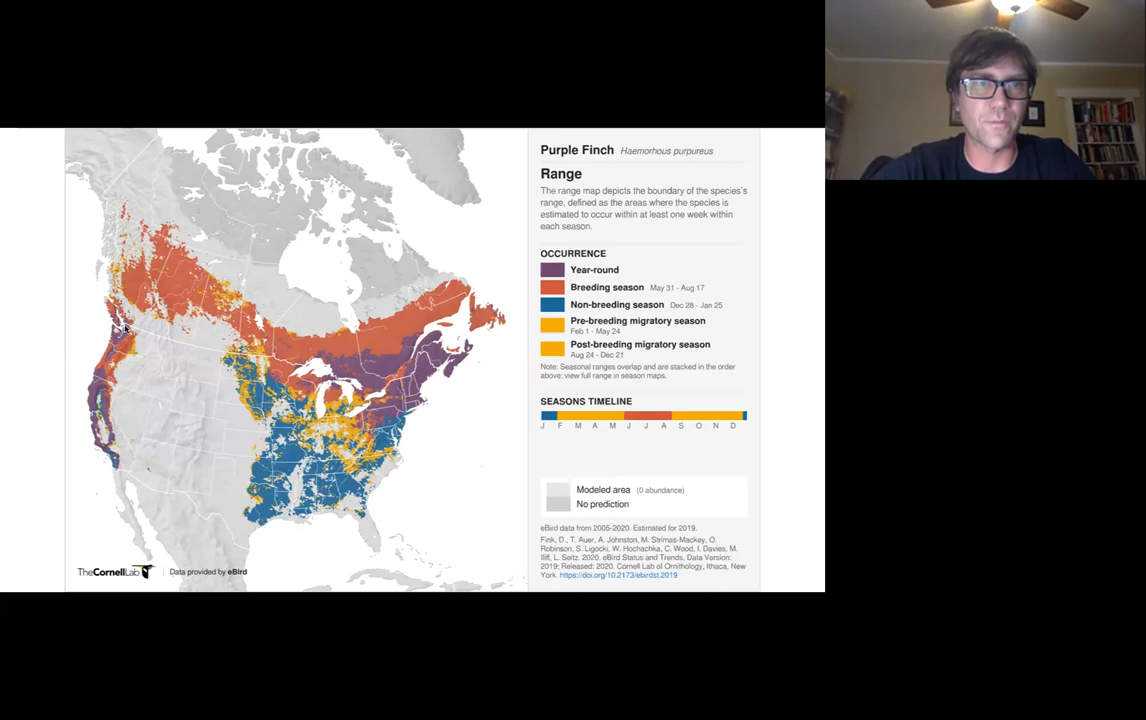 Purple Finch Haemorhous purpureus
Range
The range map depicts the boundary of the species's
range, defined as the areas where the species is
estimated to occur within at least one week within
each season.
OCCURRENCE
Year-round
Breeding season May 31 - Aug 17
Non-breeding season Dec 28 - Jan 25
Pre-breeding migratory season
Feb 1 - May 24
Post-breeding migratory season
Aug 24 - Dec 21
Note: Seasonal ranges overlap and are stacked in the order
above; view full range in season maps.
SEASONS TIMELINE
J F M A M J J A S O N D
Modeled area (0 abundance)
No prediction
eBird data from 2005-2020. Estimated for 2019.
Fink, D., T. Auer, A. Johnston, M. Strimas-Mackey, O.
Robinson, S. Ligocki, W. Hochachka, C. Wood, I. Davies, M.
Iliff, L. Seitz. 2020. eBird Status and Trends, Data Version:
2019; Released: 2020. Cornell Lab of Ornithology, Ithaca, New
York. https://doi.org/10.2173/ebirdst.2019
TheCornellLab Data provided by eBird